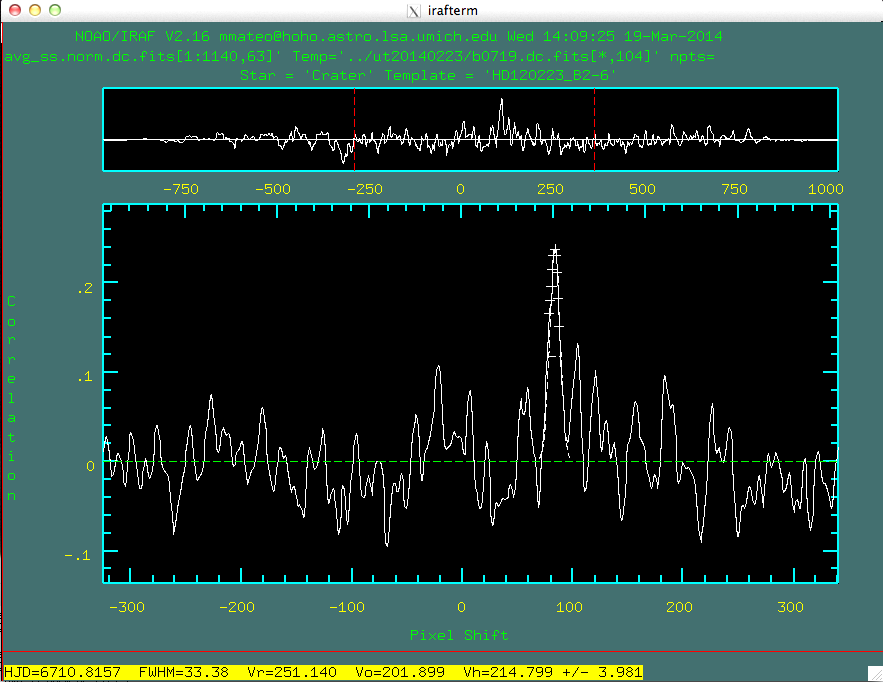 irafterm
NOAO/IRAF V2.16 mmateo@hoho.astro.lsa.umich.edu Wed 14:09:25 19-Mar-2014
avg_ss.norm.dc.fits[1:1140,63]' Temp='../ut20140223/b0719.dc.fits[*,104]' npts=
Star = 'Crater' Template = 'HD120223_B2-6'
-750 -500 -250 0 250 500 750 1000
.2
.1
0
-.1
Correlation
-300 -200 -100 0 100 200 300
Pixel Shift
HJD=6710.8157 FWHM=33.38 Vr=251.140 Vo=201.899 Vh=214.799 +/- 3.981